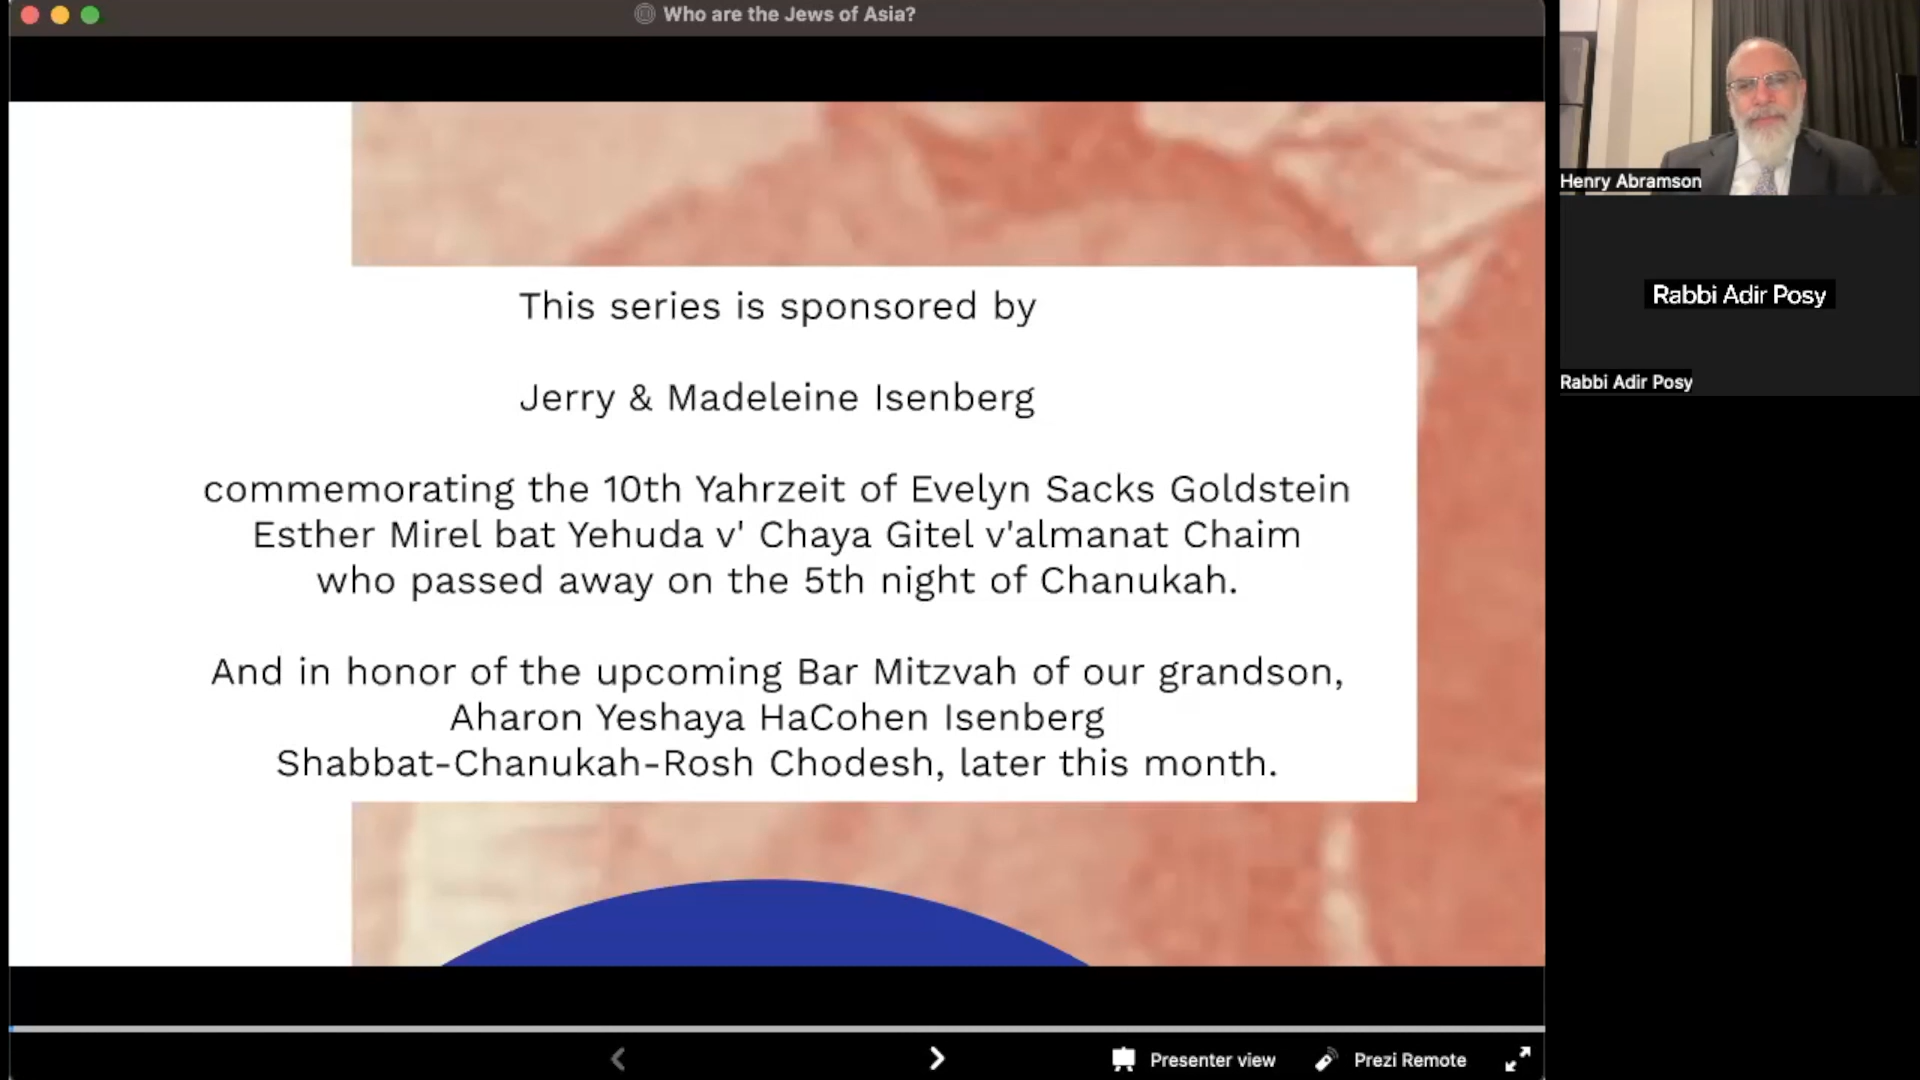 Who are the Jews of Asia?
This series is sponsored by
Jerry & Madeleine Isenberg
commemorating the 10th Yahrzeit of Evelyn Sacks Goldstein
Esther Mirel bat Yehuda v' Chaya Gitel v'almanat Chaim
who passed away on the 5th night of Chanukah.
And in honor of the upcoming Bar Mitzvah of our grandson,
Aharon Yeshaya HaCohen Isenberg
Shabbat-Chanukah-Rosh Chodesh, later this month.
Presenter view
Prezi Remote
Henry Abramson
Rabbi Adir Posy
Rabbi Adir Posy